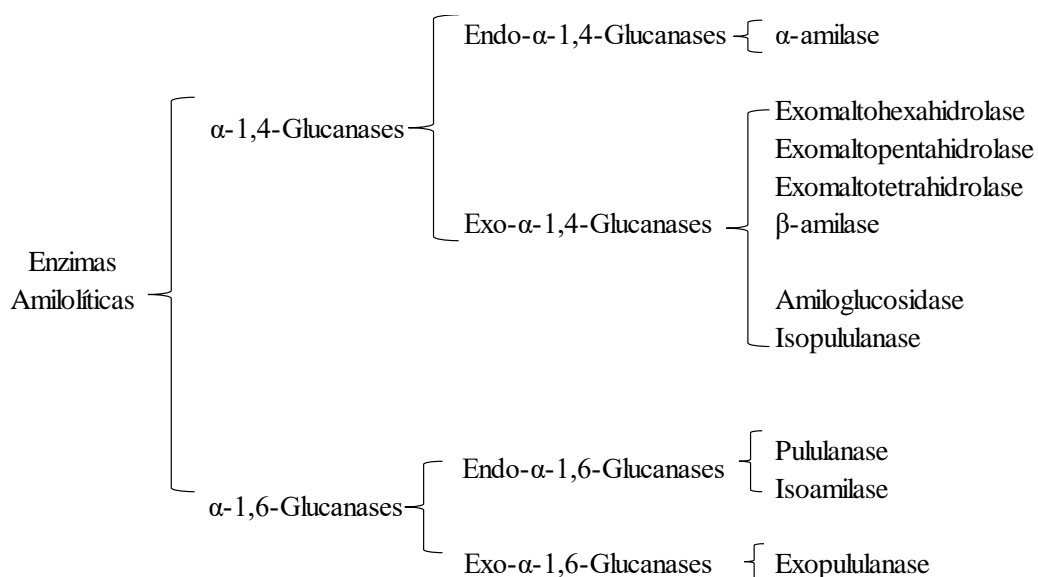 Endo-α-1,4-Glucanases
α-amilase
α-1,4-Glucanases
Exomaltohexahidrolase
Exomaltopentahidrolase
Exomaltotetrahidrolase
Exo-α-1,4-Glucanases
β-amilase
Enzimas
Amilolíticas
Amiloglucosidase
Isopululanase
Endo-α-1,6-Glucanases
Pululanase
Isoamilase
α-1,6-Glucanases
Exo-α-1,6-Glucanases
Exopululanase